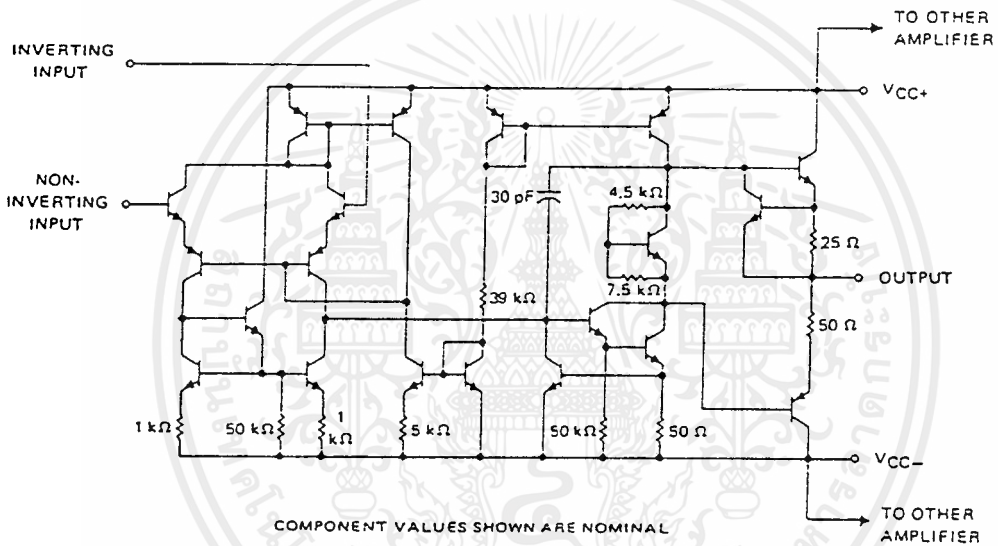 TO OTHER
AMPLIFIER
INVERTING
INPUT
VCC+
NON-
INVERTING
INPUT
30 pF
4.5 kΩ
25 Ω
OUTPUT
7.5 kΩ
39 kΩ
50 Ω
1 kΩ
50 kΩ
1
kΩ
5 kΩ
50 kΩ
50 Ω
VCC−
COMPONENT VALUES SHOWN ARE NOMINAL
TO OTHER
AMPLIFIER